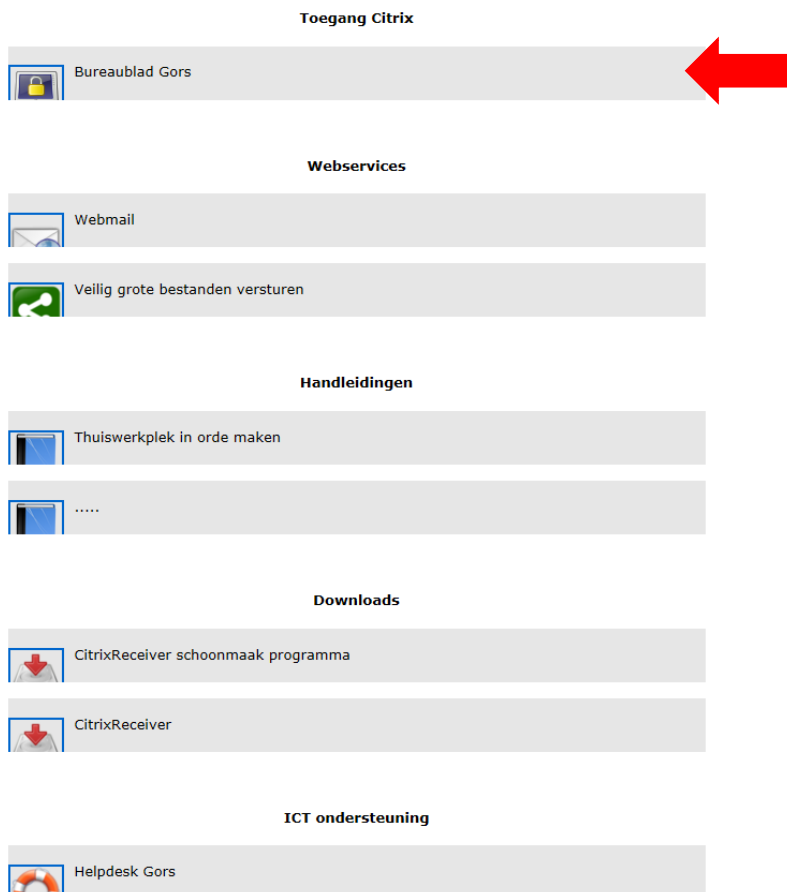 Toegang Citrix
Bureaublad Gors
Webservices
Webmail
Veilig grote bestanden versturen
Handleidingen
Thuiswerkplek in orde maken
.....
Downloads
CitrixReceiver schoonmaak programma
CitrixReceiver
ICT ondersteuning
Helpdesk Gors